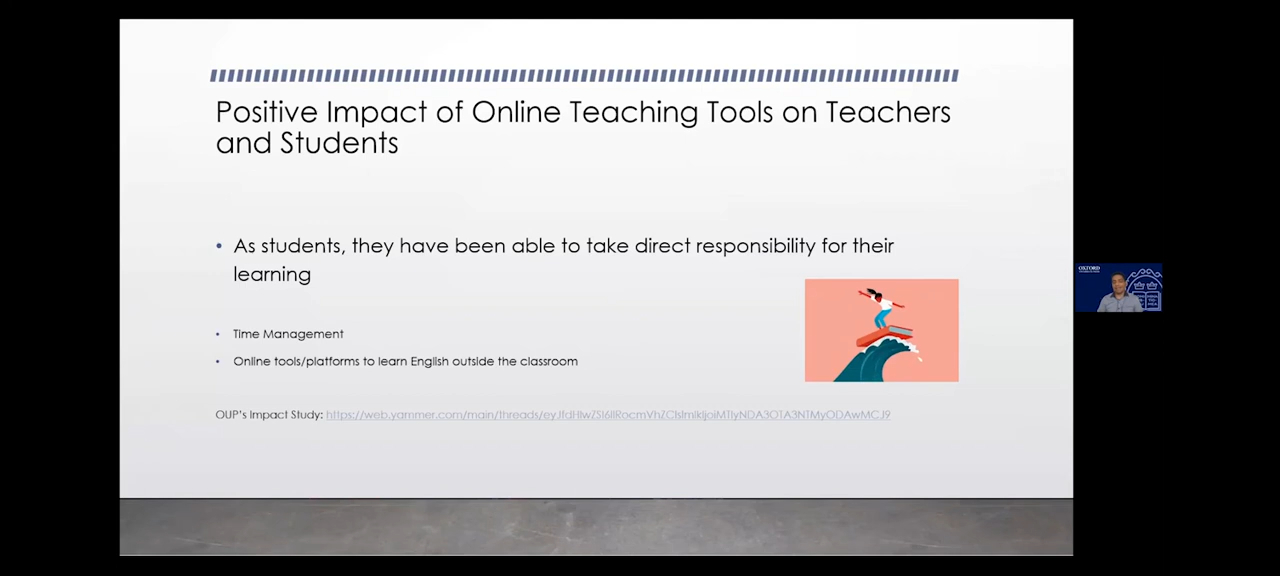 Positive Impact of Online Teaching Tools on Teachers
and Students
• As students, they have been able to take direct responsibility for their
learning
• Time Management
• Online tools/platforms to learn English outside the classroom
OUP's Impact Study:
OXFORD